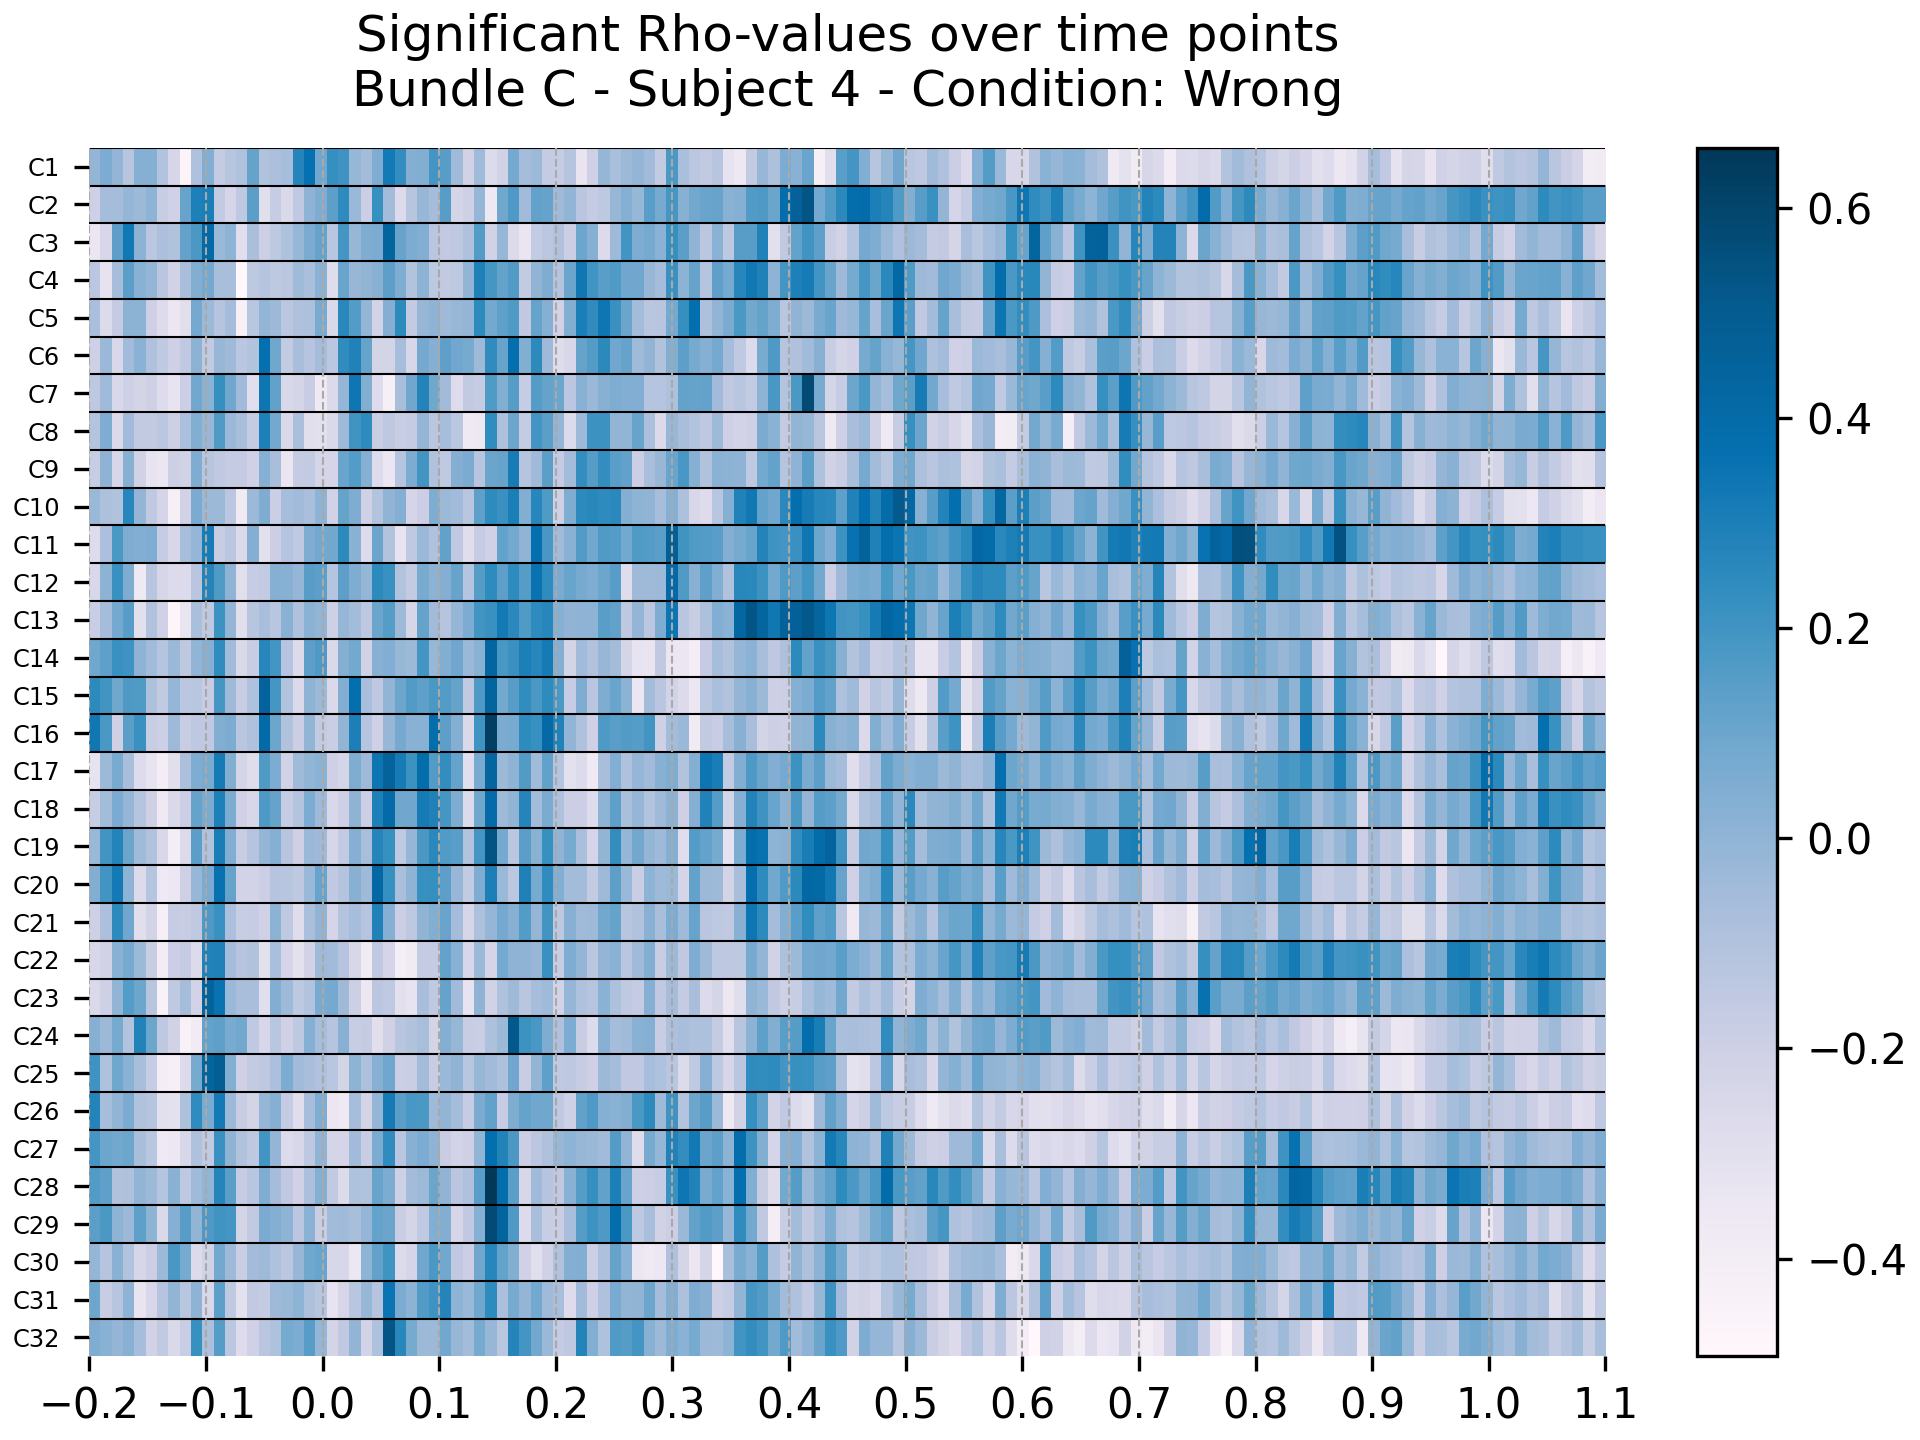 Significant Rho-values over time points
Bundle C - Subject 4 - Condition: Wrong
C1
C2
C3
C4
C5
C6
C7
C8
C9
C10
C11
C12
C13
C14
C15
C16
C17
C18
C19
C20
C21
C22
C23
C24
C25
C26
C27
C28
C29
C30
C31
C32
−0.2 −0.1 0.0 0.1 0.2 0.3 0.4 0.5 0.6 0.7 0.8 0.9 1.0 1.1
0.6
0.4
0.2
0.0
−0.2
−0.4